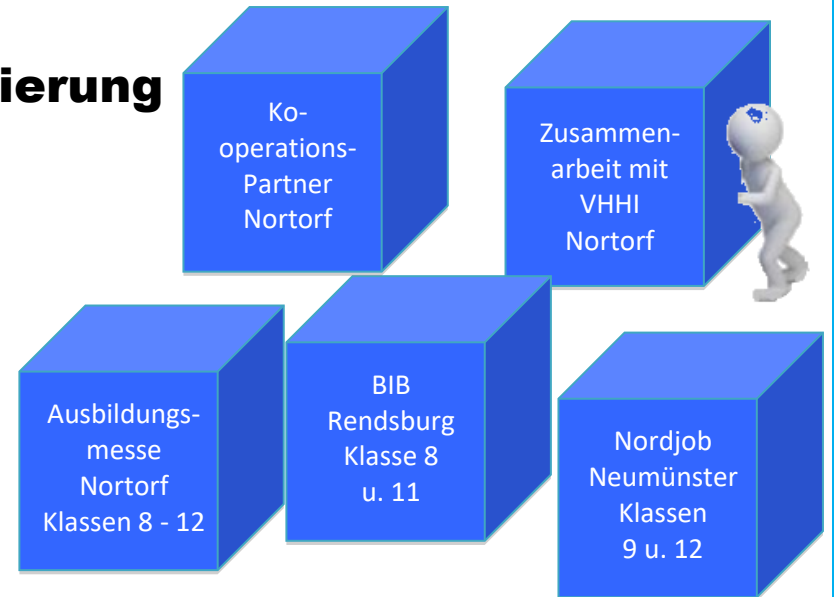 ierung
Ko-
operations-
Partner
Nortorf
Zusammen-
arbeit mit
VHHI
Nortorf
Ausbildungs-
messe
Nortorf
Klassen 8 - 12
BIB
Rendsburg
Klasse 8
u. 11
Nordjob
Neumünster
Klassen
9 u. 12